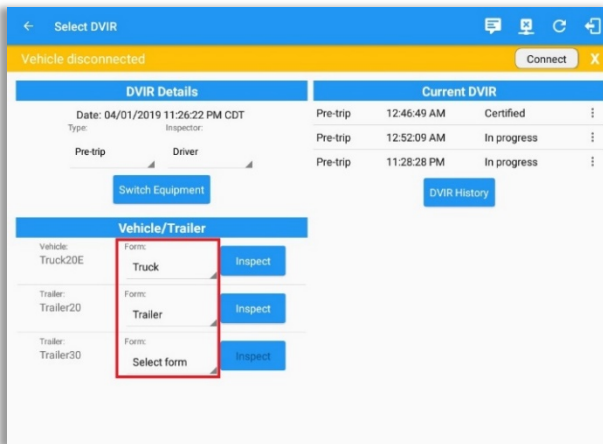 Select DVIR
Vehicle disconnected
Connect
X
DVIR Details
Date: 04/01/2019 11:26:22 PM CDT
Type: Inspector:
Pre-trip Driver
Switch Equipment
Vehicle/Trailer
Vehicle: Form:
Truck20E Truck Inspect
Trailer: Form:
Trailer20 Trailer Inspect
Trailer: Form:
Trailer30 Select form Inspect
Current DVIR
Pre-trip 12:46:49 AM Certified
Pre-trip 12:52:09 AM In progress
Pre-trip 11:28:28 PM In progress
DVIR History